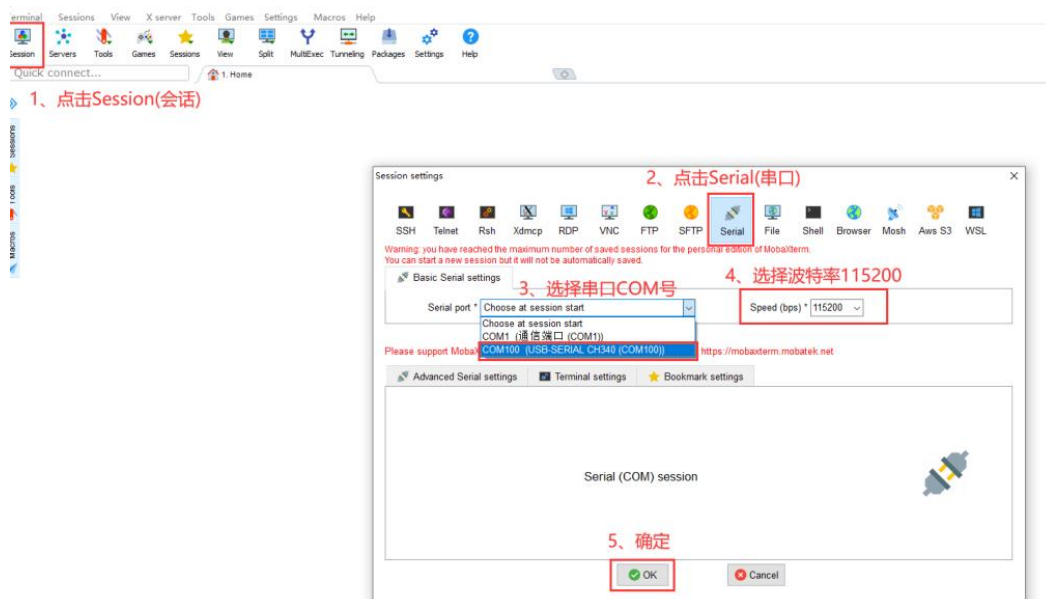 Terminal Sessions View X server Tools Games Settings Macros Help
Session Servers Tools Games Sessions View Split MultiExec Tunneling Packages Settings Help
Quick connect...
1. Home
1、点击Session(会话)
Sessions
Tools
Macros
Session settings
2、点击Serial(串口)
SSH Telnet Rsh Xdmcp RDP VNC FTP SFTP Serial File Shell Browser Mosh Aws S3 WSL
Warning: you have reached the maximum number of saved sessions for the personal edition of MobaXterm.
You can start a new session but it will not be automatically saved.
Basic Serial settings
3、选择串口COM号
4、选择波特率115200
Serial port * Choose at session start
Speed (bps) * 115200
Choose at session start
COM1 (通信端口 (COM1))
COM100 (USB-SERIAL CH340 (COM100))
Please support Moba
https://mobaxterm.mobatek.net
Advanced Serial settings Terminal settings Bookmark settings
Serial (COM) session
5、确定
OK Cancel